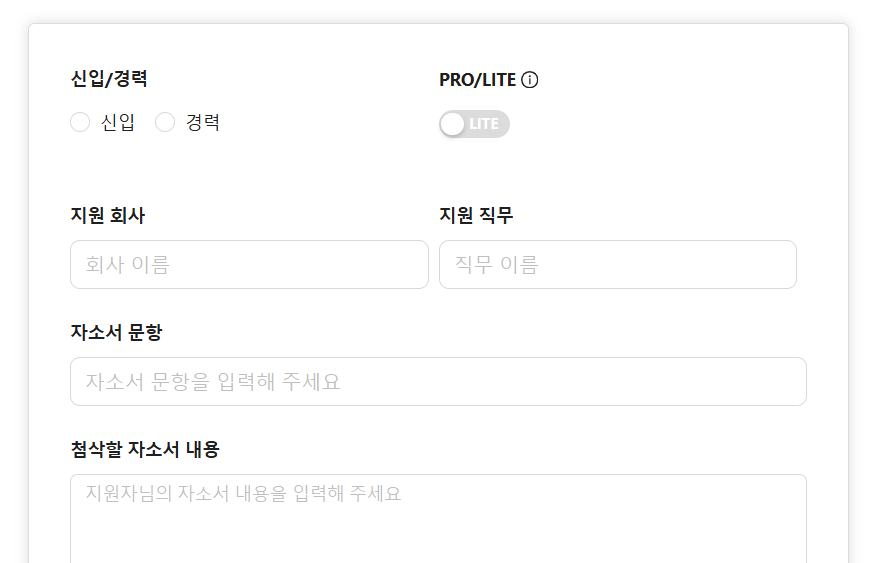 신입/경력
PRO/LITE
신입 경력
LITE
지원 회사
지원 직무
회사 이름
직무 이름
자소서 문항
자소서 문항을 입력해 주세요
첨삭할 자소서 내용
지원자님의 자소서 내용을 입력해 주세요